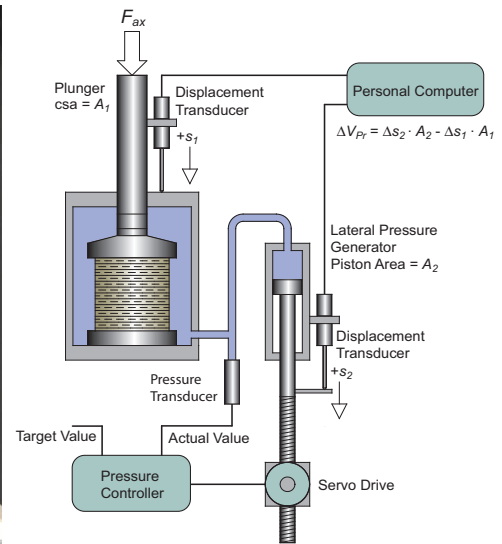 F_ax
Plunger
csa = A_1
Displacement
Transducer
+s_1
Personal Computer
ΔV_Pr = Δs_2 · A_2 - Δs_1 · A_1
Lateral Pressure
Generator
Piston Area = A_2
Displacement
Transducer
+s_2
Pressure
Transducer
Target Value
Actual Value
Pressure
Controller
Servo Drive